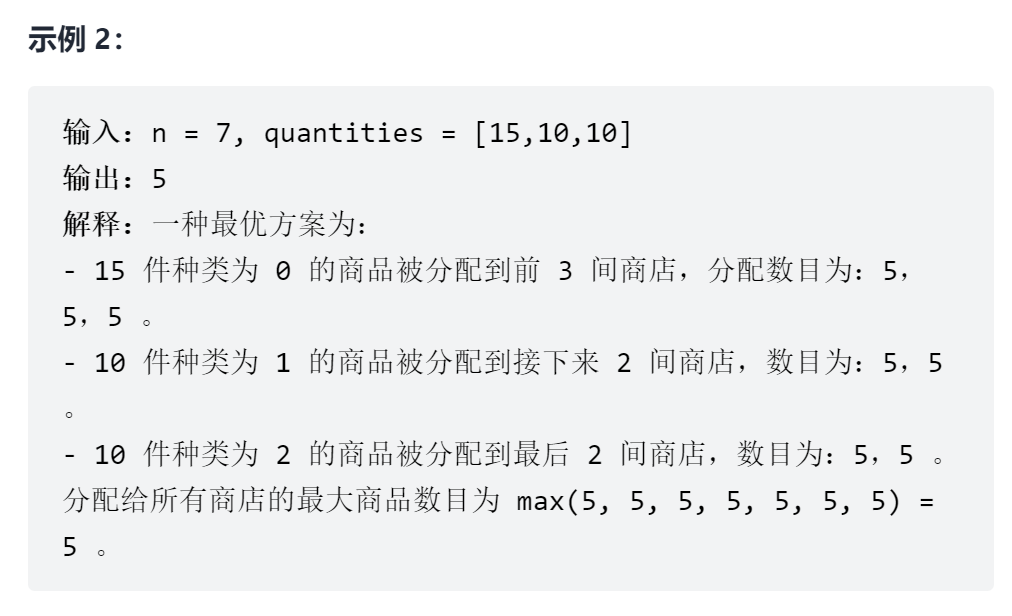 示例 2：
输入：n = 7, quantities = [15,10,10]
输出：5
解释：一种最优方案为：
- 15 件种类为 0 的商品被分配到前 3 间商店，分配数目为：5，
5，5 。
- 10 件种类为 1 的商品被分配到接下来 2 间商店，数目为：5，5
。
- 10 件种类为 2 的商品被分配到最后 2 间商店，数目为：5，5 。
分配给所有商店的最大商品数目为 max(5, 5, 5, 5, 5, 5, 5) =
5 。